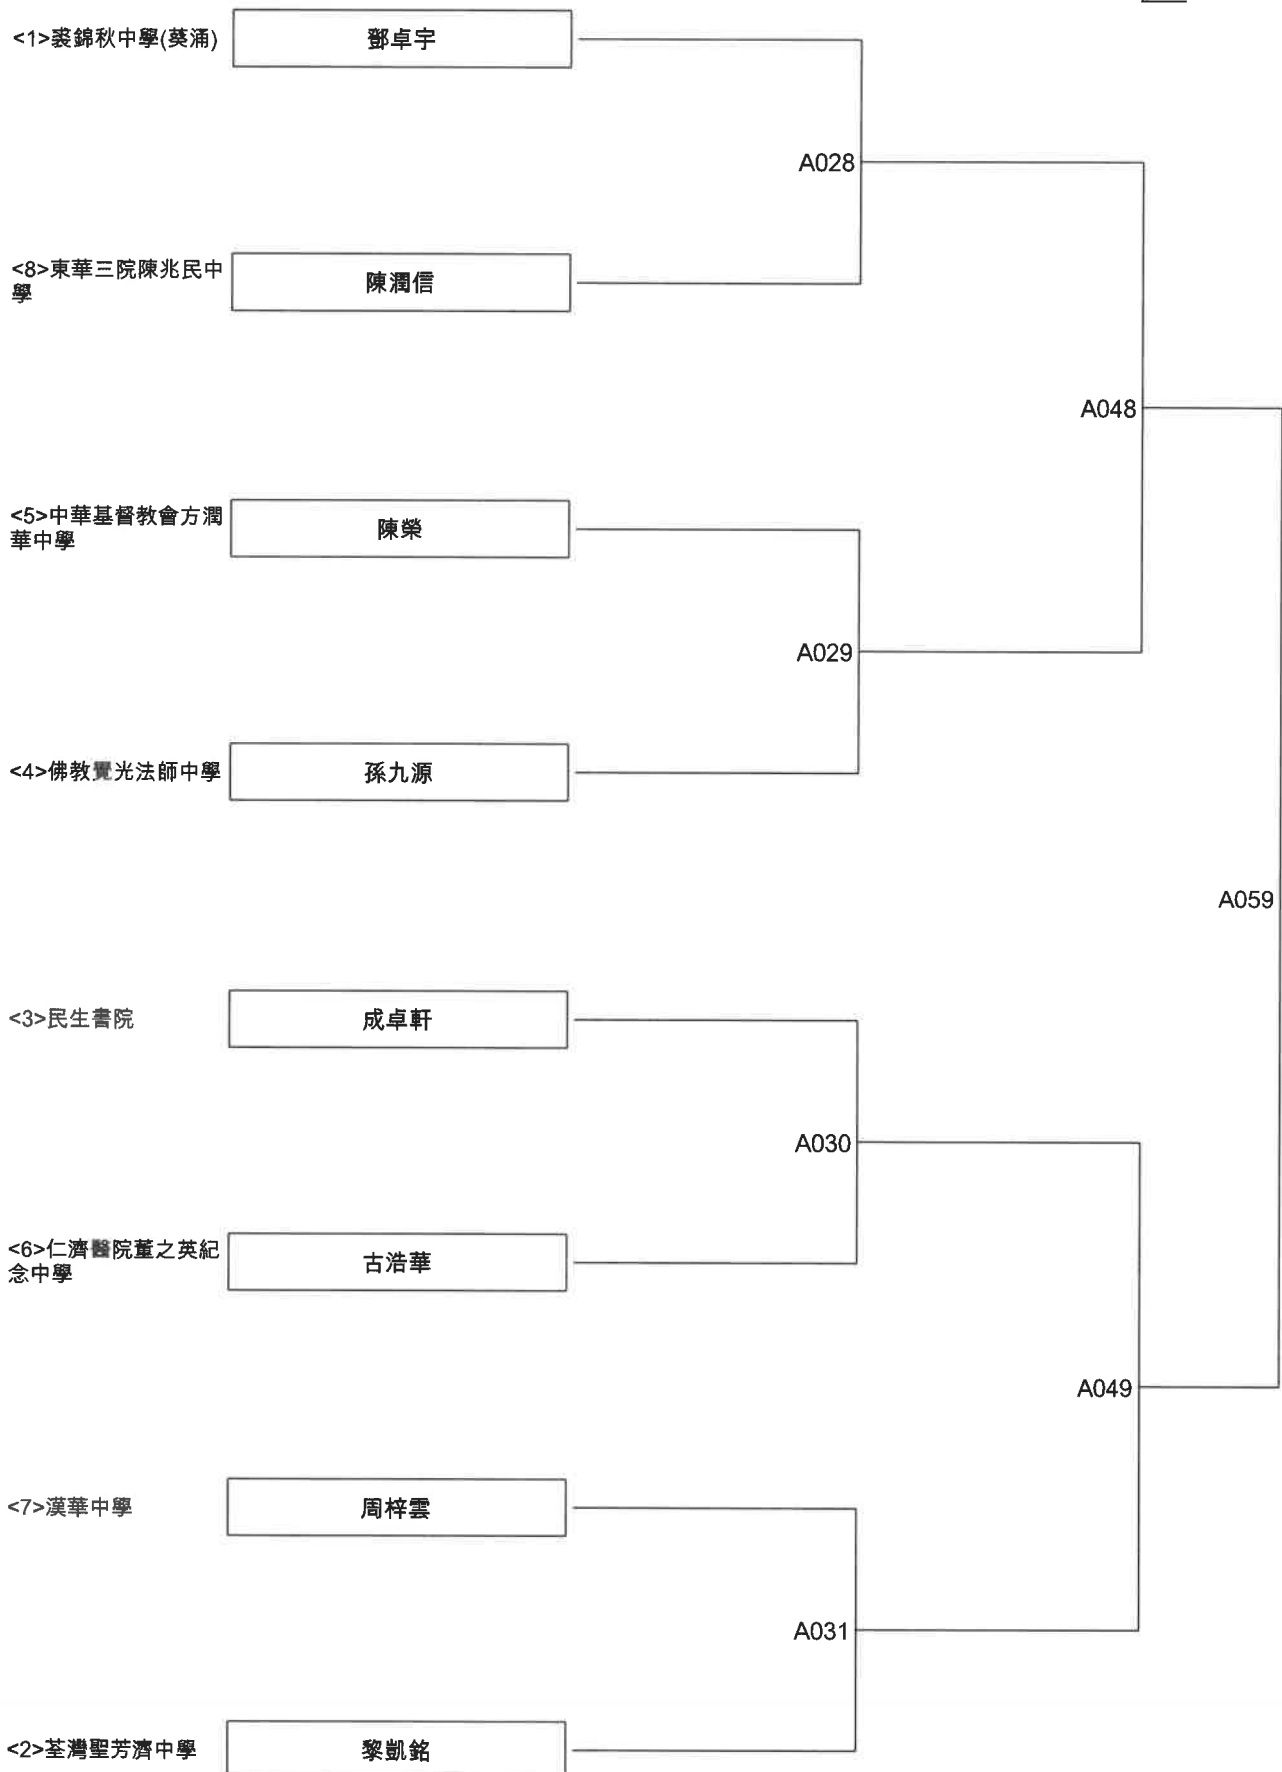 <1>裘錦秋中學(葵涌)
鄧卓宇
A028
<8>東華三院陳兆民中
學
陳潤信
A048
<5>中華基督教會方潤
華中學
陳榮
A029
<4>佛教覺光法師中學
孫九源
A059
<3>民生書院
成卓軒
A030
<6>仁濟醫院董之英紀
念中學
古浩華
A049
<7>漢華中學
周梓雲
A031
<2>荃灣聖芳濟中學
黎凱銘